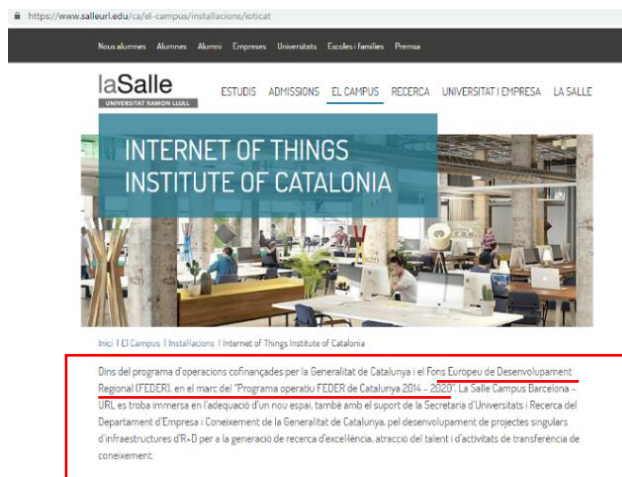 https://www.salleurl.edu/ca/el-campus/installacions/ioticat
Nous alumnes Alumnes Alumni Empreses Universitats Escoles i famílies Premsa
laSalle
UNIVERSITAT RAMON LLULL
ESTUDIS ADMISSIONS EL CAMPUS RECERCA UNIVERSITAT I EMPRESA LA SALLE
INTERNET OF THINGS
INSTITUTE OF CATALONIA
Inici | El Campus | Instal·lacions | Internet of Things Institute of Catalonia
Dins del programa d'operacions cofinançades per la Generalitat de Catalunya i el Fons Europeu de Desenvolupament
Regional (FEDER), en el marc del "Programa operatiu FEDER de Catalunya 2014 - 2020", La Salle Campus Barcelona -
URL es troba immersa en l'adequació d'un nou espai, també amb el suport de la Secretaria d'Universitats i Recerca del
Departament d'Empresa i Coneixement de la Generalitat de Catalunya, pel desenvolupament de projectes singulars
d'infraestructures d'R+D per a la generació de recerca d'excel·lència, atracció del talent i d'activitats de transferència de
coneixement.